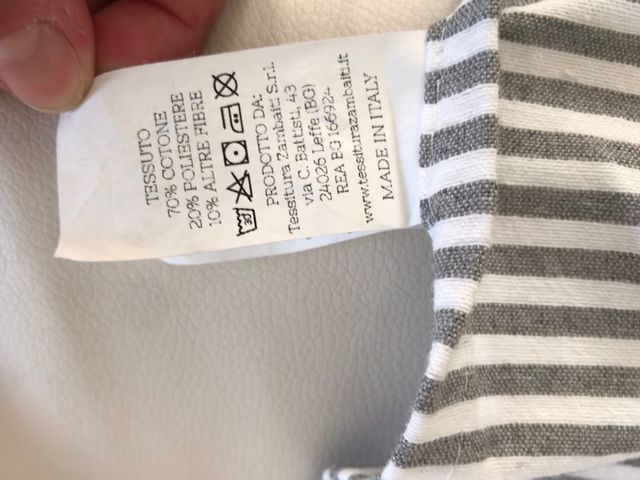 TESSUTO
70% COTONE
20% POLIESTERE
10% ALTRE FIBRE
30
PRODOTTO DA:
Tessitura Zambaiti S.r.l.
via C. Battisti, 43
24026 Leffe (BG)
REA BG 166924
www.tessiturazambaiti.it
MADE IN ITALY